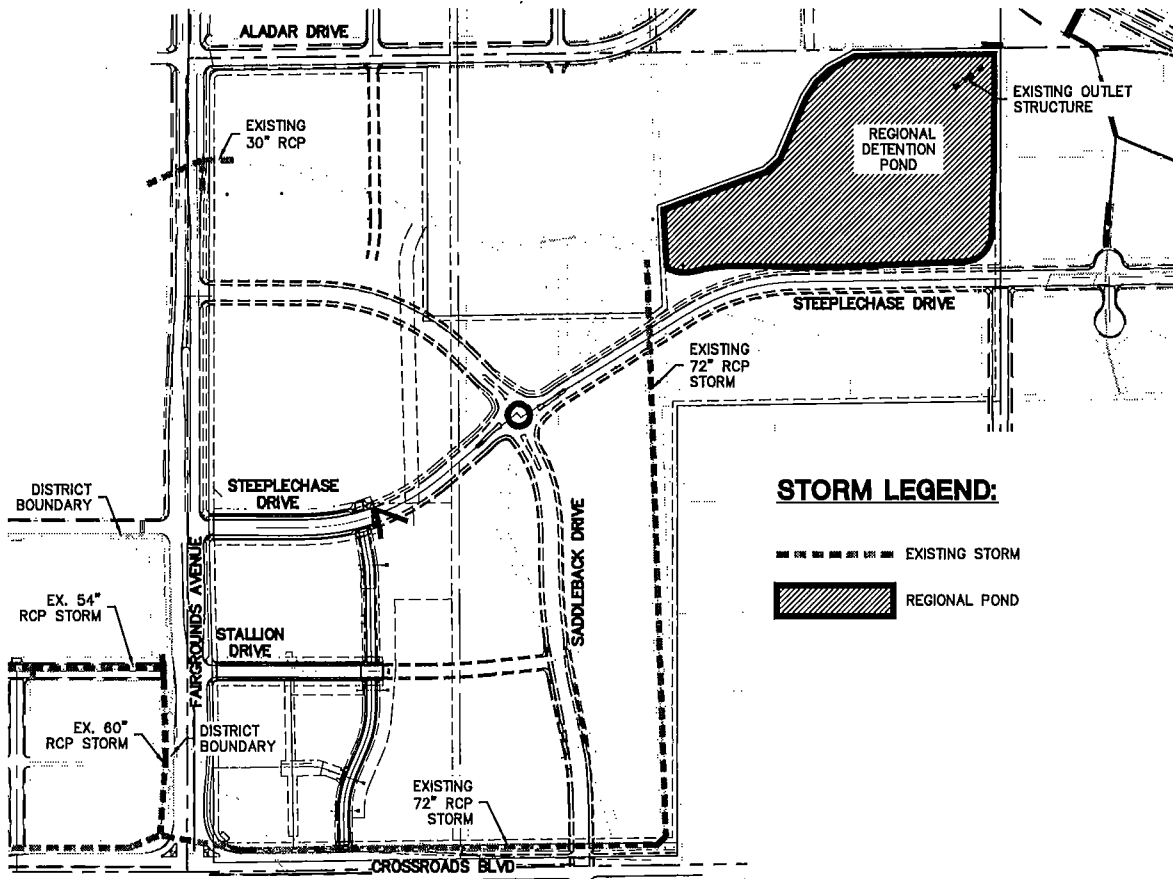 ALADAR DRIVE
EXISTING
30" RCP
EXISTING OUTLET
STRUCTURE
REGIONAL
DETENTION
POND
STEEPLECHASE DRIVE
EXISTING
72" RCP
STORM
STEEPLECHASE
DRIVE
DISTRICT
BOUNDARY
STORM LEGEND:
EXISTING STORM
REGIONAL POND
FAIRGROUNDS AVENUE
SADDLEBACK DRIVE
EX. 54"
RCP STORM
STALLION
DRIVE
EX. 60"
RCP STORM
DISTRICT
BOUNDARY
EXISTING
72" RCP
STORM
CROSSROADS BLVD